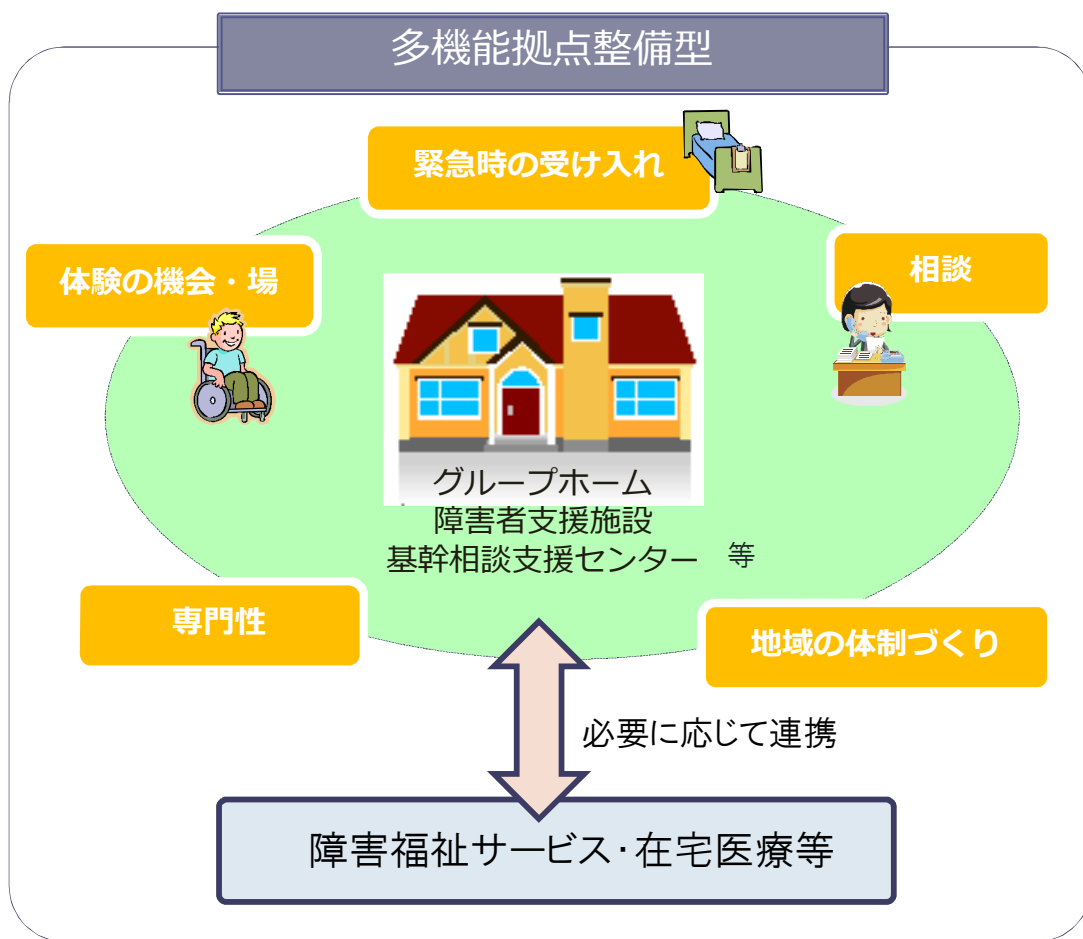 多機能拠点整備型
緊急時の受け入れ
体験の機会・場
相談
グループホーム
障害者支援施設
基幹相談支援センター 等
専門性
地域の体制づくり
必要に応じて連携
障害福祉サービス・在宅医療等